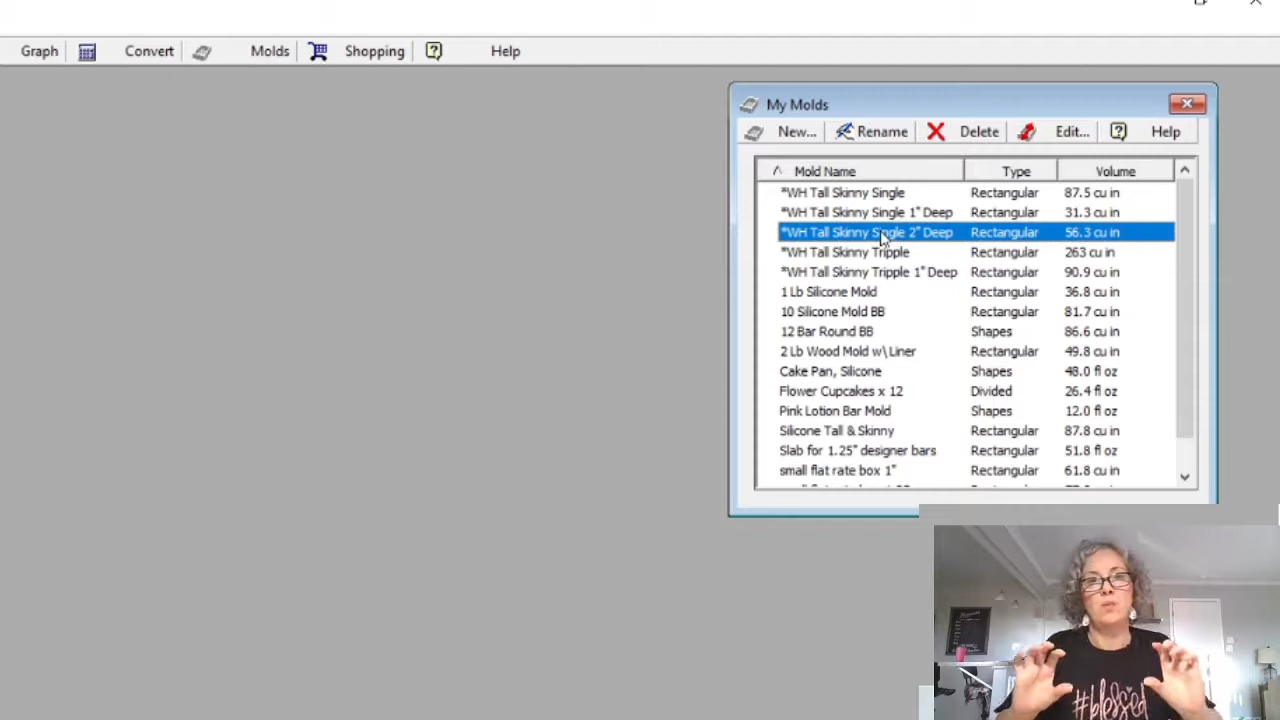 Graph Convert Molds Shopping Help
My Molds
New... Rename Delete Edit... Help
Mold Name Type Volume
*WH Tall Skinny Single Rectangular 87.5 cu in
*WH Tall Skinny Single 1" Deep Rectangular 31.3 cu in
*WH Tall Skinny Single 2" Deep Rectangular 56.3 cu in
*WH Tall Skinny Tripple Rectangular 263 cu in
*WH Tall Skinny Tripple 1" Deep Rectangular 90.9 cu in
1 Lb Silicone Mold Rectangular 36.8 cu in
10 Silicone Mold BB Rectangular 81.7 cu in
12 Bar Round BB Shapes 86.6 cu in
2 Lb Wood Mold w\Liner Rectangular 49.8 cu in
Cake Pan, Silicone Shapes 48.0 fl oz
Flower Cupcakes x 12 Divided 26.4 fl oz
Pink Lotion Bar Mold Shapes 12.0 fl oz
Silicone Tall & Skinny Rectangular 87.8 cu in
Slab for 1.25" designer bars Rectangular 51.8 fl oz
small flat rate box 1" Rectangular 61.8 cu in
#blessed